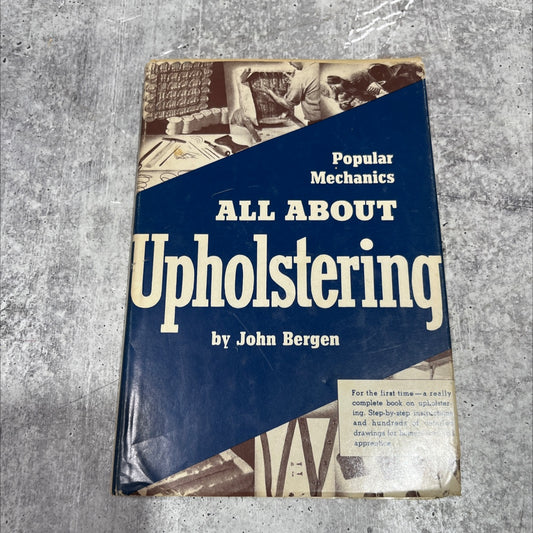 Popular
Mechanics
ALL ABOUT
Upholstering
by John Bergen
For the first time—a really
complete book on upholster-
ing. Step-by-step instructions
and hundreds of
drawings for
apprentice